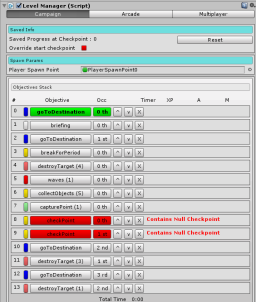 Level Manager (Script)
Campaign Arcade Multiplayer
Saved Info
Saved Progress at Checkpoint : 0 Reset
Override start checkpoint
Spawn Params
Player Spawn Point PlayerSpawnPoint0
Objectives Stack
# Objective Occ Timer XP A M
0 goToDestination 0 th ^ v X
1 briefing 0 th ^ v X
2 goToDestination 1 st ^ v X
3 breakForPeriod 0 th ^ v X
4 destroyTarget (4) 0 th ^ v X
5 waves (1) 0 th ^ v X
6 collectObjects (5) 0 th ^ v X
7 capturePoint (1) 0 th ^ v X
8 checkPoint ^ v X Contains Null Checkpoint
9 checkPoint ^ v X Contains Null Checkpoint
10 goToDestination 2 nd ^ v X
11 destroyTarget (3) 1 st ^ v X
12 goToDestination 3 rd ^ v X
13 destroyTarget (1) 2 nd ^ v X
Total Time 0:00